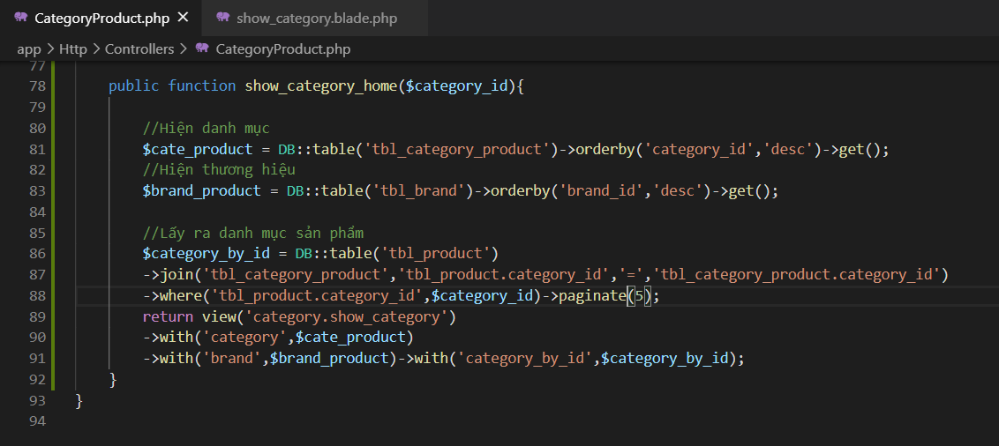 CategoryProduct.php ×
show_category.blade.php
app > Http > Controllers > CategoryProduct.php
77
78 public function show_category_home($category_id){
79
80 //Hiện danh mục
81 $cate_product = DB::table('tbl_category_product')->orderby('category_id','desc')->get();
82 //Hiện thương hiệu
83 $brand_product = DB::table('tbl_brand')->orderby('brand_id','desc')->get();
84
85 //Lấy ra danh mục sản phẩm
86 $category_by_id = DB::table('tbl_product')
87 ->join('tbl_category_product','tbl_product.category_id','=','tbl_category_product.category_id')
88 ->where('tbl_product.category_id',$category_id)->paginate(5);
89 return view('category.show_category')
90 ->with('category',$cate_product)
91 ->with('brand',$brand_product)->with('category_by_id',$category_by_id);
92 }
93 }
94